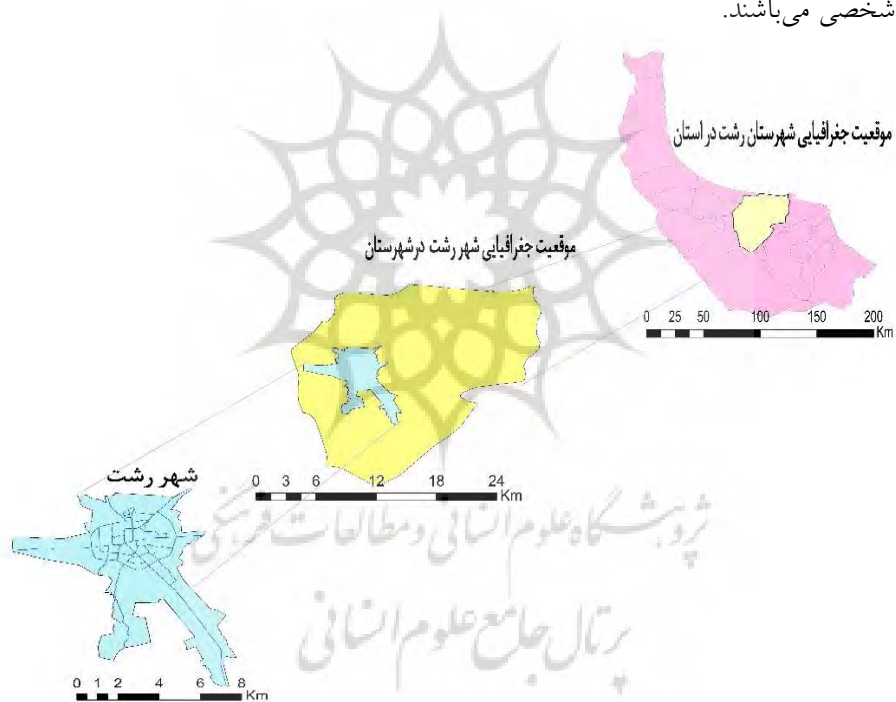 شخصی می‌باشند.
موقعیت جغرافیایی شهرستان رشت در استان
0 25 50 100 150 200
Km
موقعیت جغرافیایی شهر رشت درشهرستان
0 3 6 12 18 24
Km
شهر رشت
0 1 2 4 6 8
Km
پژوهشگاه علوم انسانی و مطالعات فرهنگی
پرتال جامع علوم انسانی